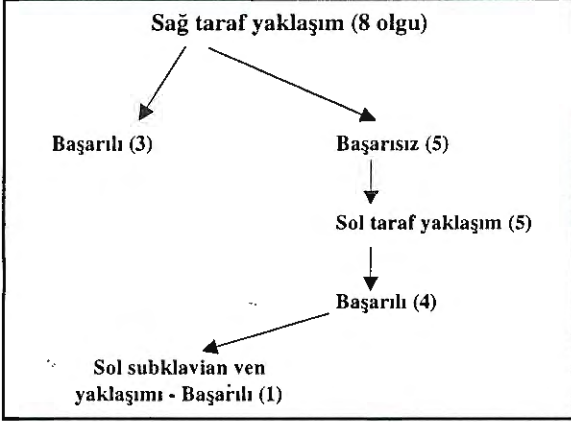 Sağ taraf yaklaşım (8 olgu)
Başarılı (3)
Başarısız (5)
Sol taraf yaklaşım (5)
Başarılı (4)
Sol subklavian ven
yaklaşımı - Başarılı (1)